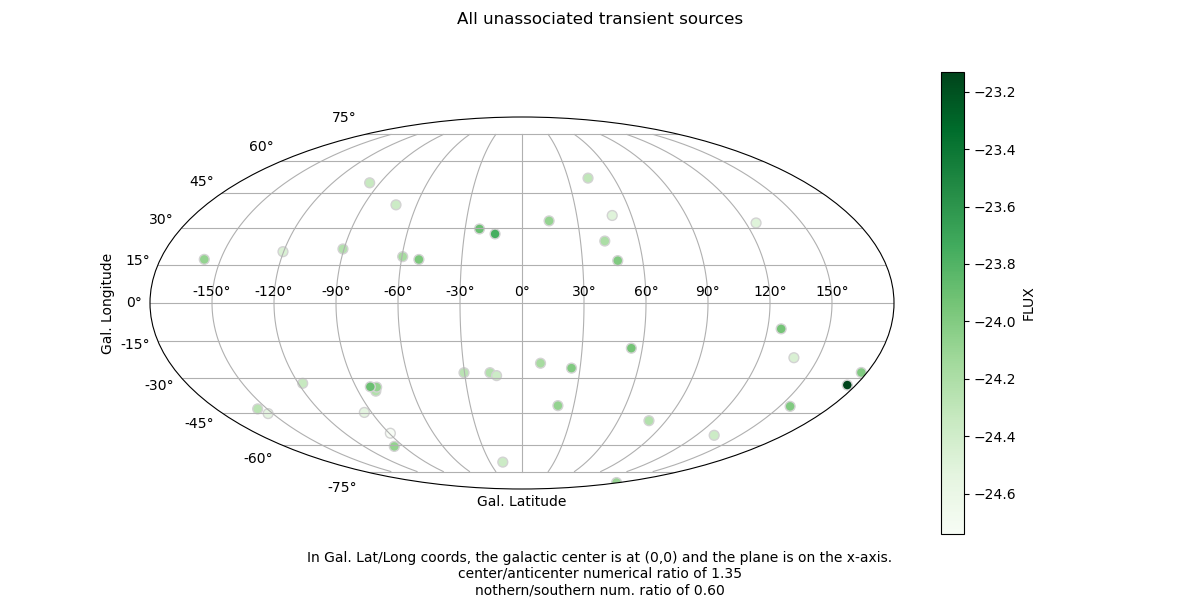 All unassociated transient sources
75°
60°
45°
30°
15°
0°
-15°
-30°
-45°
-60°
-75°
-150° -120° -90° -60° -30° 0° 30° 60° 90° 120° 150°
Gal. Longitude
Gal. Latitude
−23.2
−23.4
−23.6
−23.8
−24.0
−24.2
−24.4
−24.6
FLUX
In Gal. Lat/Long coords, the galactic center is at (0,0) and the plane is on the x-axis.
center/anticenter numerical ratio of 1.35
nothern/southern num. ratio of 0.60